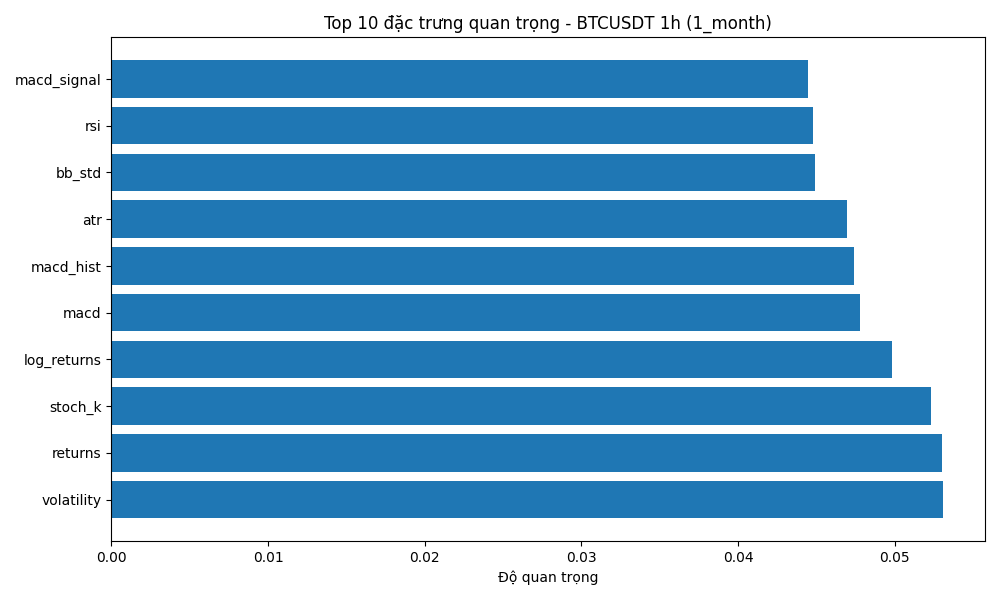 Top 10 đặc trưng quan trọng - BTCUSDT 1h (1_month)
macd_signal
rsi
bb_std
atr
macd_hist
macd
log_returns
stoch_k
returns
volatility
0.00 0.01 0.02 0.03 0.04 0.05
Độ quan trọng